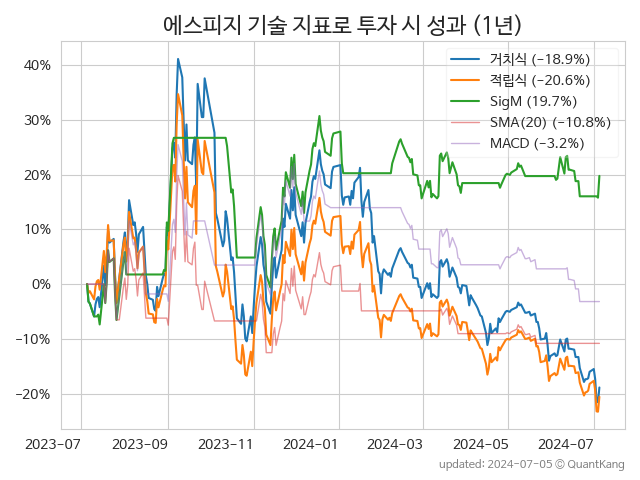 에스피지 기술 지표로 투자 시 성과 (1년)
거치식 (−18.9%)
적립식 (−20.6%)
SigM (19.7%)
SMA(20) (−10.8%)
MACD (−3.2%)
40%
30%
20%
10%
0%
−10%
−20%
2023−07
2023−09
2023−11
2024−01
2024−03
2024−05
2024−07
updated: 2024−07−05 ⓒ QuantKang